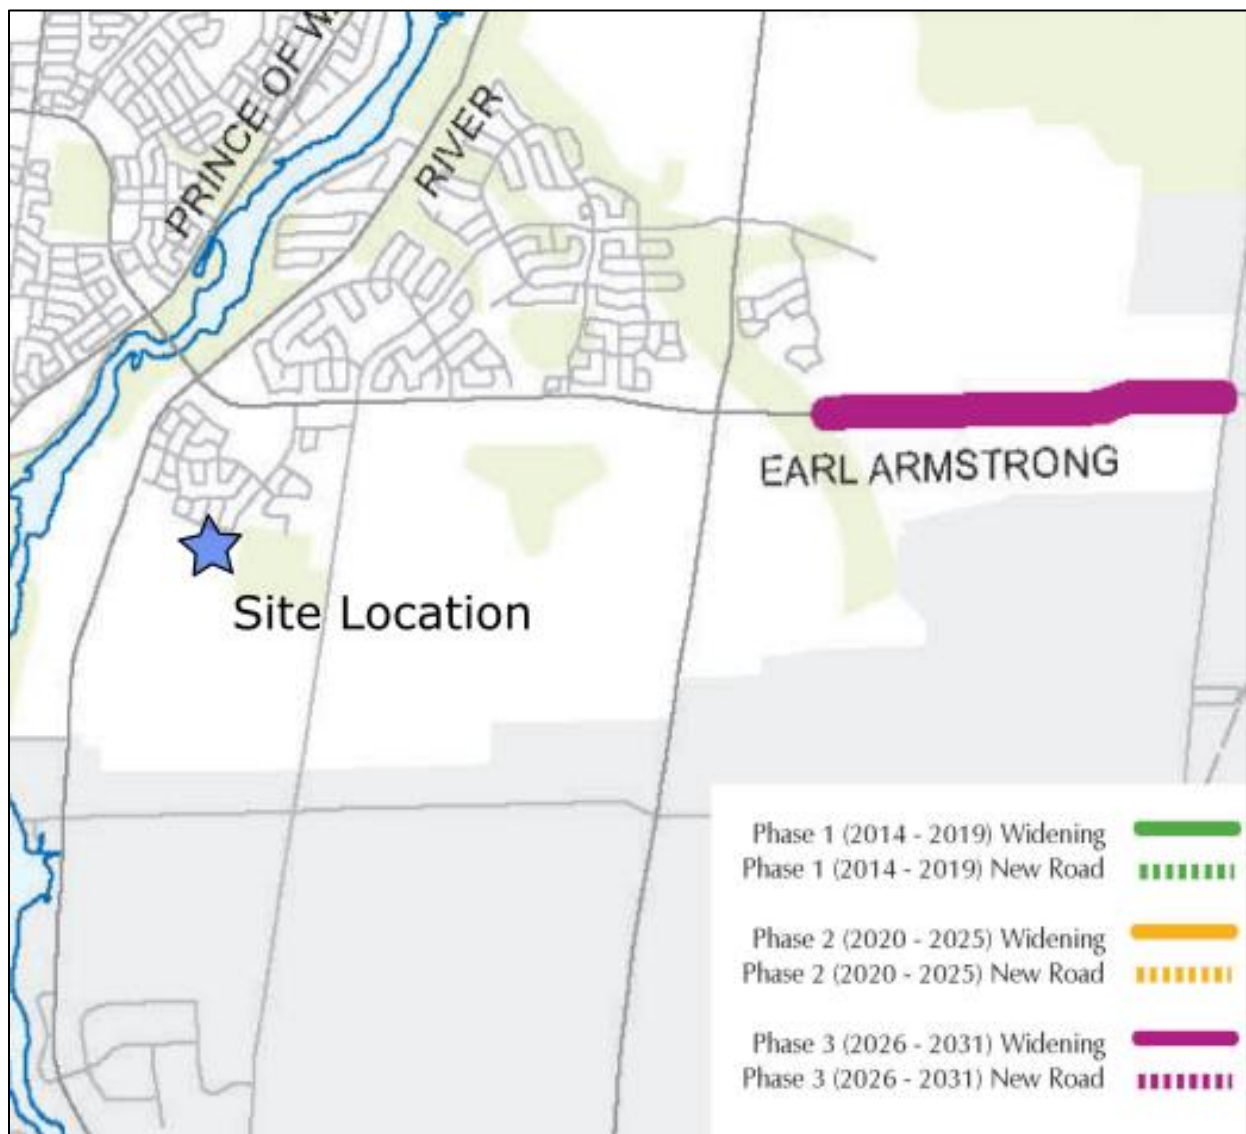 PRINCE OF W
RIVER
EARL ARMSTRONG
Site Location
Phase 1 (2014 - 2019) Widening
Phase 1 (2014 - 2019) New Road
Phase 2 (2020 - 2025) Widening
Phase 2 (2020 - 2025) New Road
Phase 3 (2026 - 2031) Widening
Phase 3 (2026 - 2031) New Road